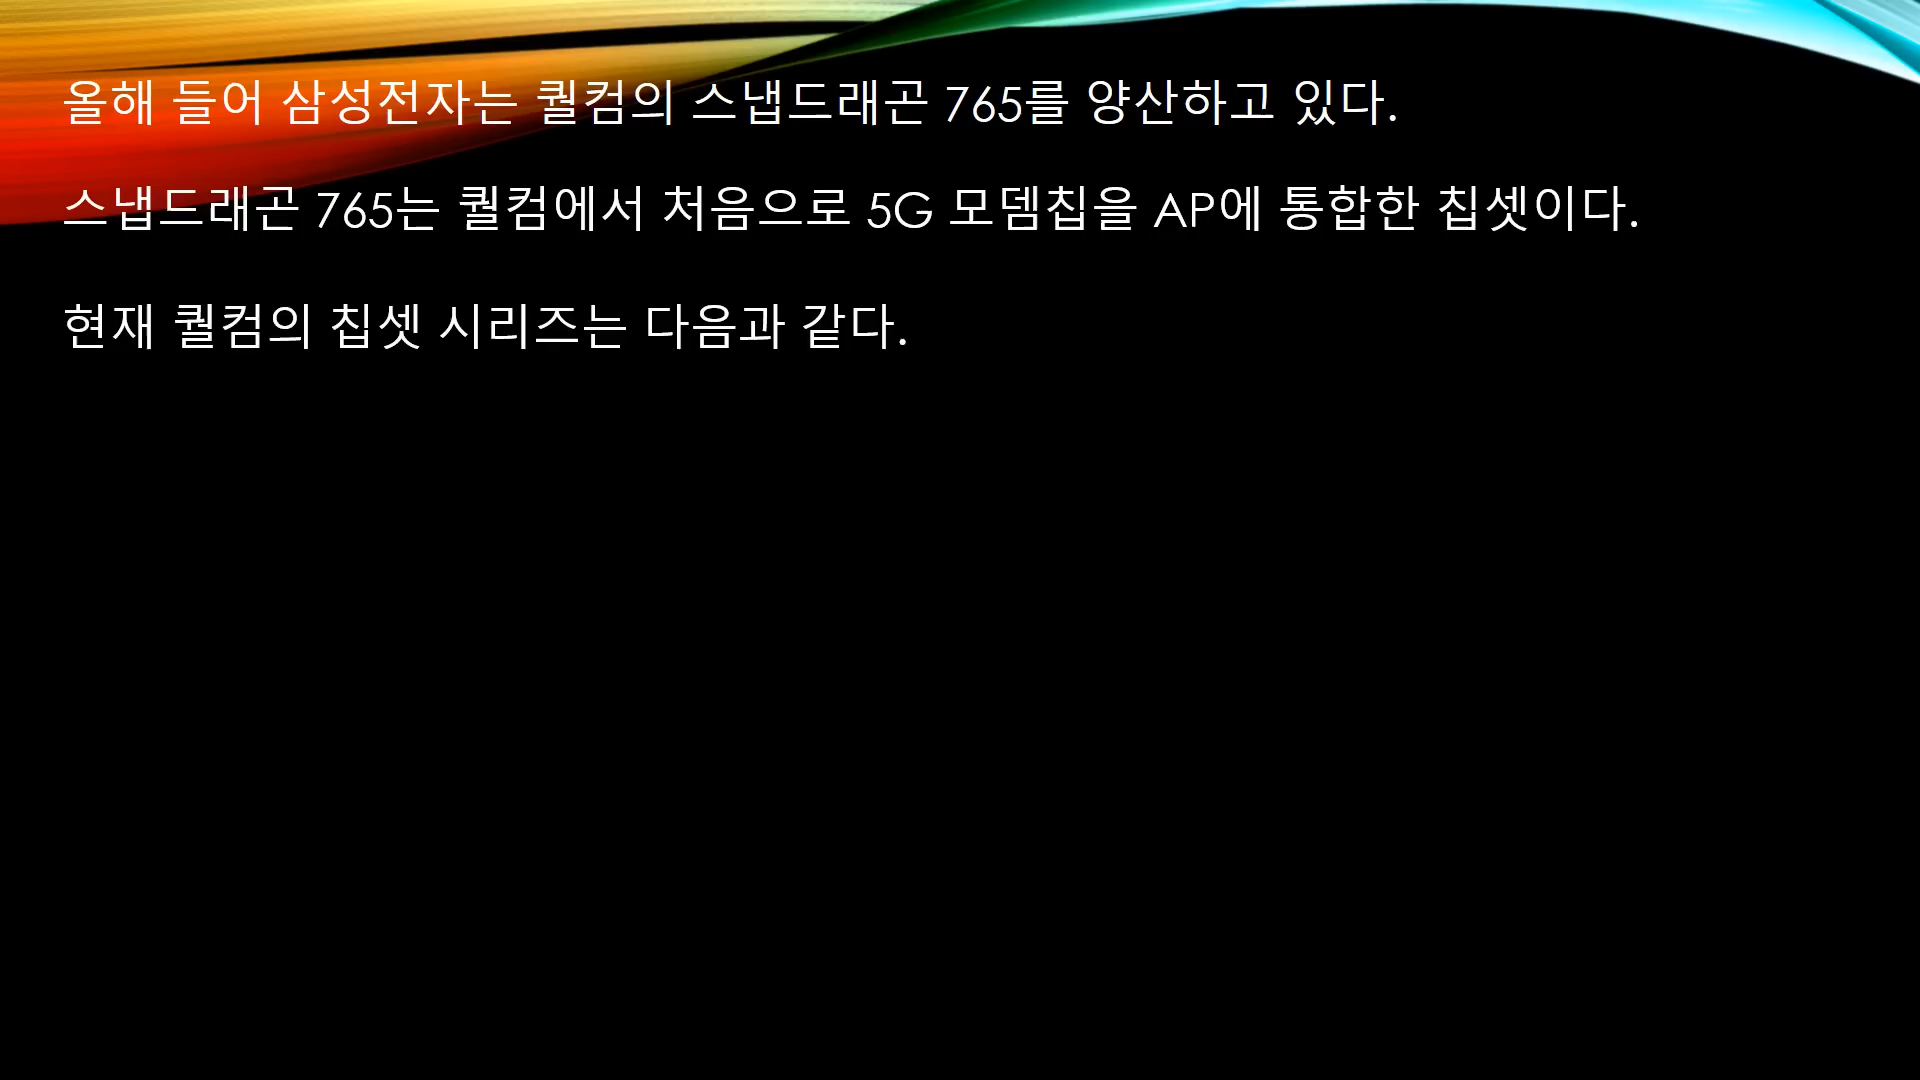 올해 들어 삼성전자는 퀄컴의 스냅드래곤 765를 양산하고 있다.
스냅드래곤 765는 퀄컴에서 처음으로 5G 모뎀칩을 AP에 통합한 칩셋이다.
현재 퀄컴의 칩셋 시리즈는 다음과 같다.